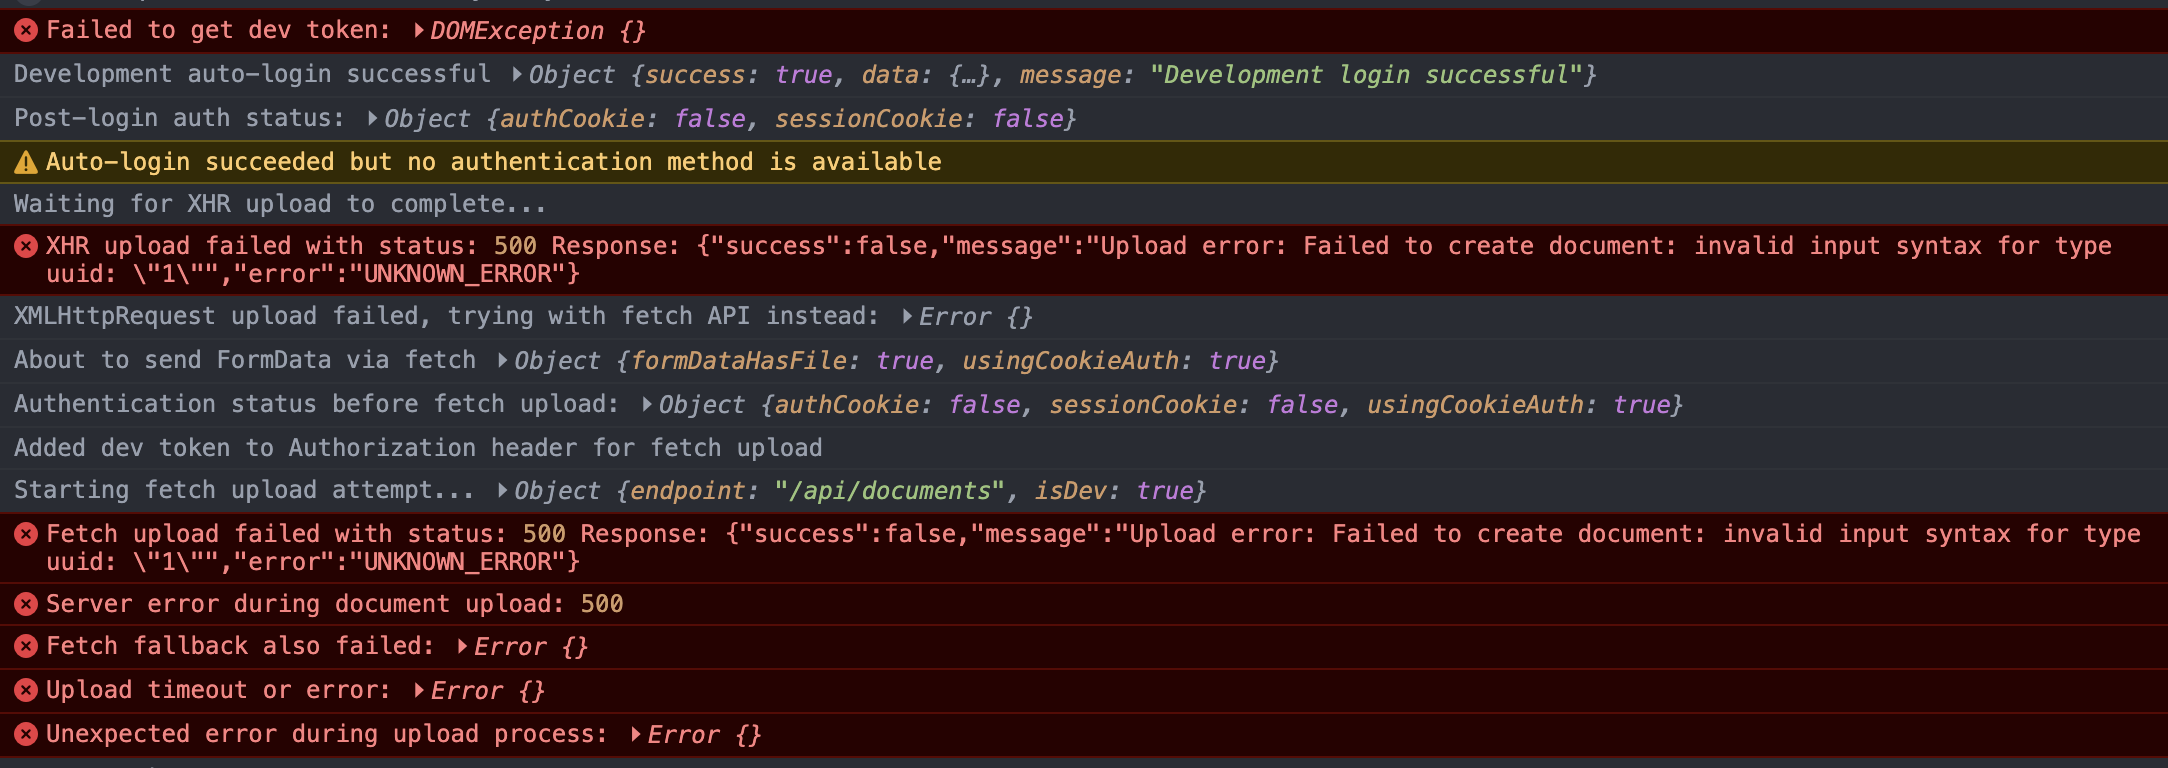 Failed to get dev token: DOMException {}
Development auto-login successful Object {success: true, data: {…}, message: "Development login successful"}
Post-login auth status: Object {authCookie: false, sessionCookie: false}
Auto-login succeeded but no authentication method is available
Waiting for XHR upload to complete...
XHR upload failed with status: 500 Response: {"success":false,"message":"Upload error: Failed to create document: invalid input syntax for type
uuid: \"1\"","error":"UNKNOWN_ERROR"}
XMLHttpRequest upload failed, trying with fetch API instead: Error {}
About to send FormData via fetch Object {formDataHasFile: true, usingCookieAuth: true}
Authentication status before fetch upload: Object {authCookie: false, sessionCookie: false, usingCookieAuth: true}
Added dev token to Authorization header for fetch upload
Starting fetch upload attempt... Object {endpoint: "/api/documents", isDev: true}
Fetch upload failed with status: 500 Response: {"success":false,"message":"Upload error: Failed to create document: invalid input syntax for type
uuid: \"1\"","error":"UNKNOWN_ERROR"}
Server error during document upload: 500
Fetch fallback also failed: Error {}
Upload timeout or error: Error {}
Unexpected error during upload process: Error {}